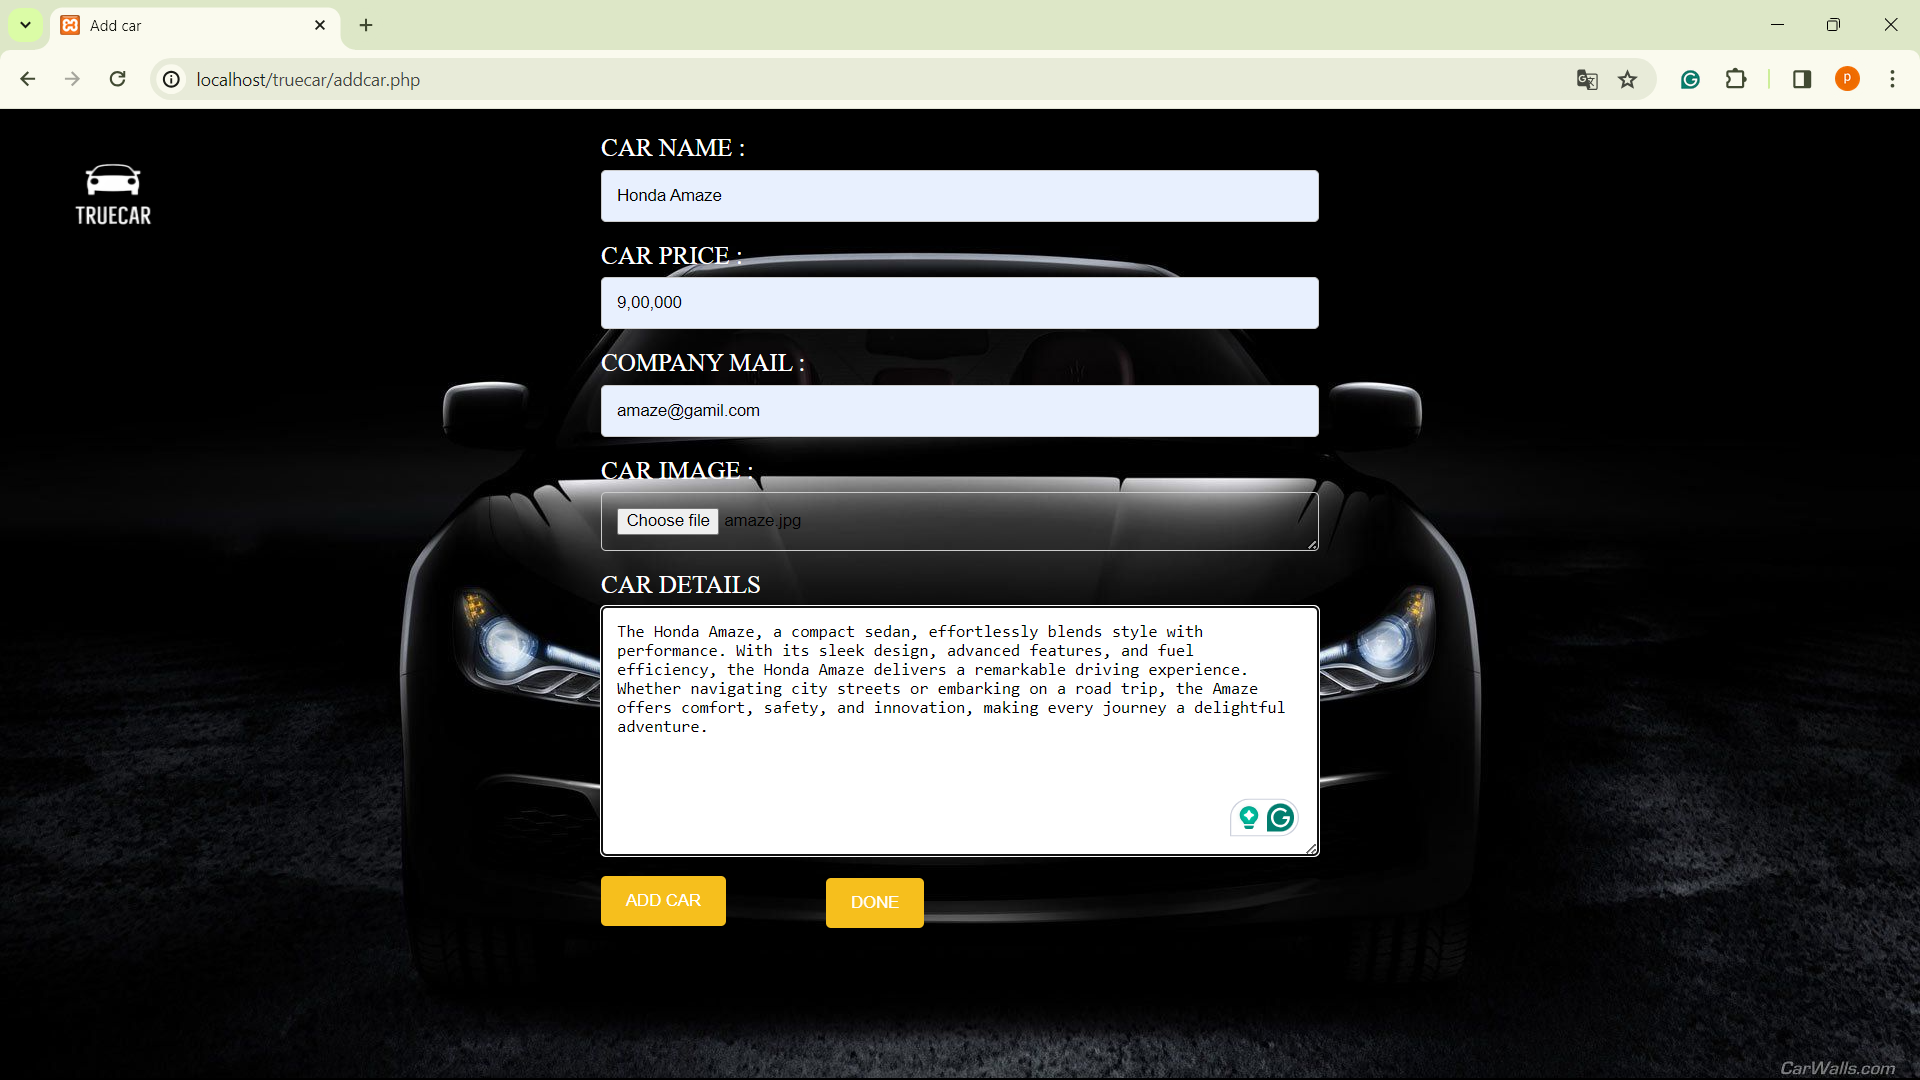 Add car
localhost/truecar/addcar.php
P
TRUECAR
CAR NAME :
Honda Amaze
CAR PRICE :
9,00,000
COMPANY MAIL :
amaze@gamil.com
CAR IMAGE :
Choose file amaze.jpg
CAR DETAILS
The Honda Amaze, a compact sedan, effortlessly blends style with
performance. With its sleek design, advanced features, and fuel
efficiency, the Honda Amaze delivers a remarkable driving experience.
Whether navigating city streets or embarking on a road trip, the Amaze
offers comfort, safety, and innovation, making every journey a delightful
adventure.
ADD CAR
DONE
CarWalls.com